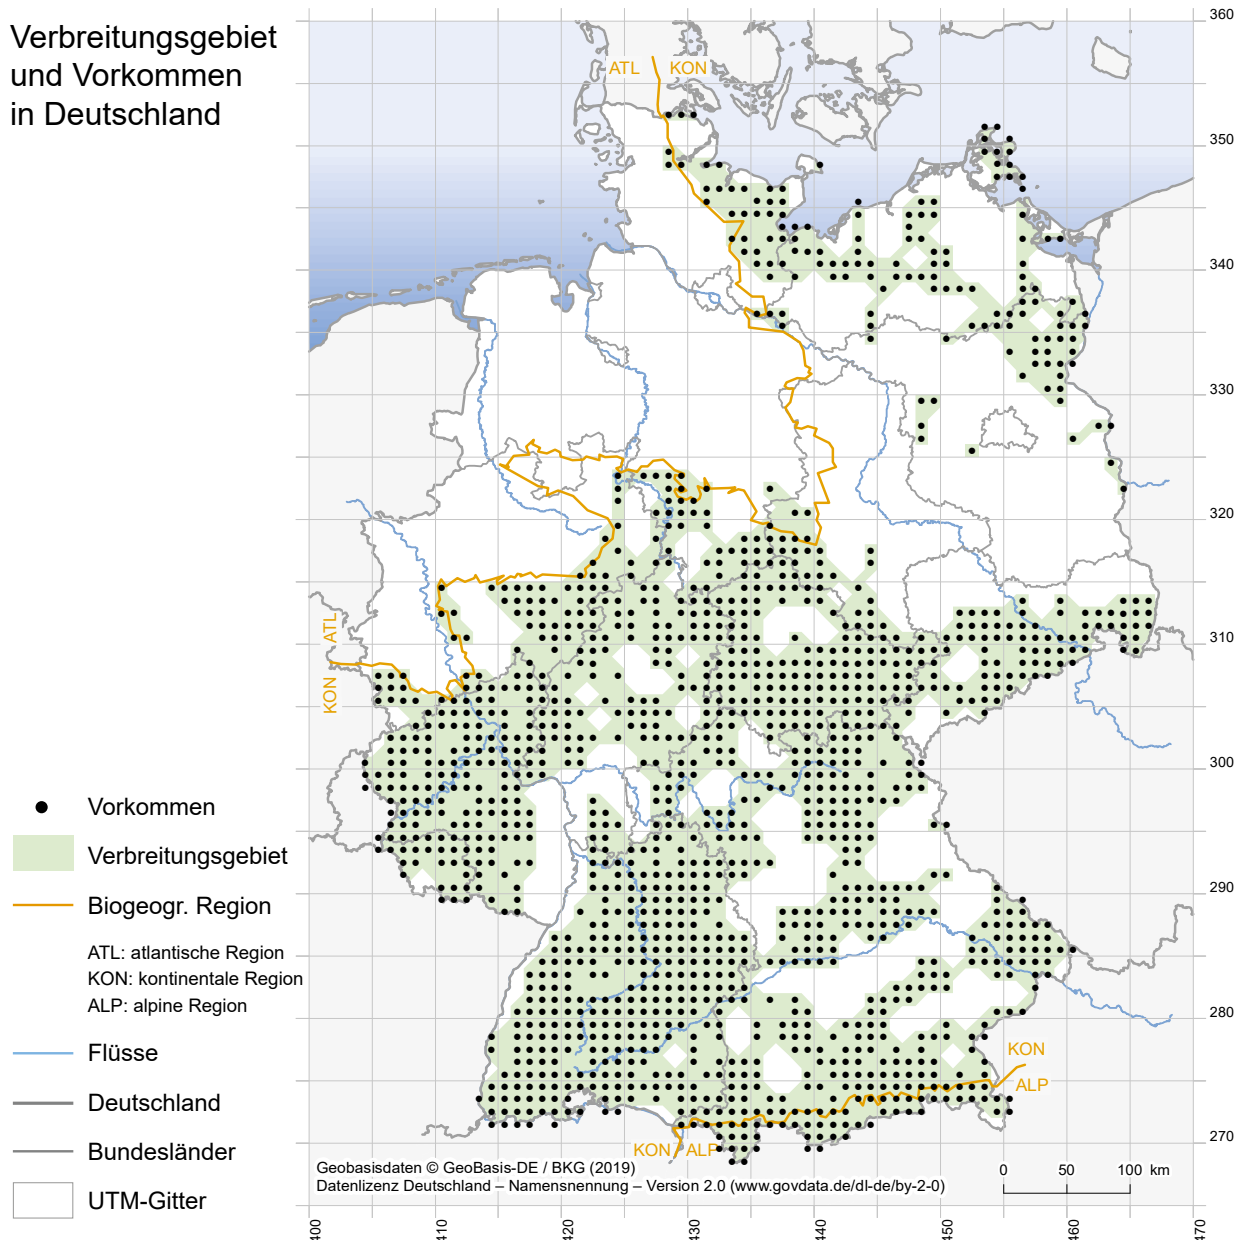 Verbreitungsgebiet
und Vorkommen
in Deutschland
ATL KON
360
350
340
330
320
310
300
290
280
270
ATL
KON
KON
ALP
KON ALP
Vorkommen
Verbreitungsgebiet
Biogeogr. Region
ATL: atlantische Region
KON: kontinentale Region
ALP: alpine Region
Flüsse
Deutschland
Bundesländer
UTM-Gitter
Geobasisdaten © GeoBasis-DE / BKG (2019)
Datenlizenz Deutschland – Namensnennung – Version 2.0 (www.govdata.de/dl-de/by-2-0)
0 50 100 km
400 410 420 430 440 450 460 470